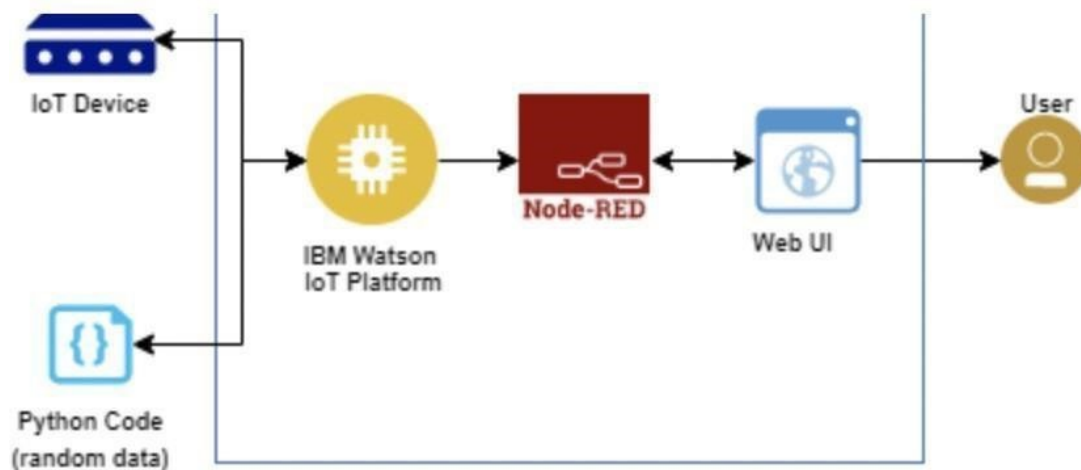 IoT Device
User
Node-RED
Web UI
IBM Watson
IoT Platform
{}
Python Code
(random data)